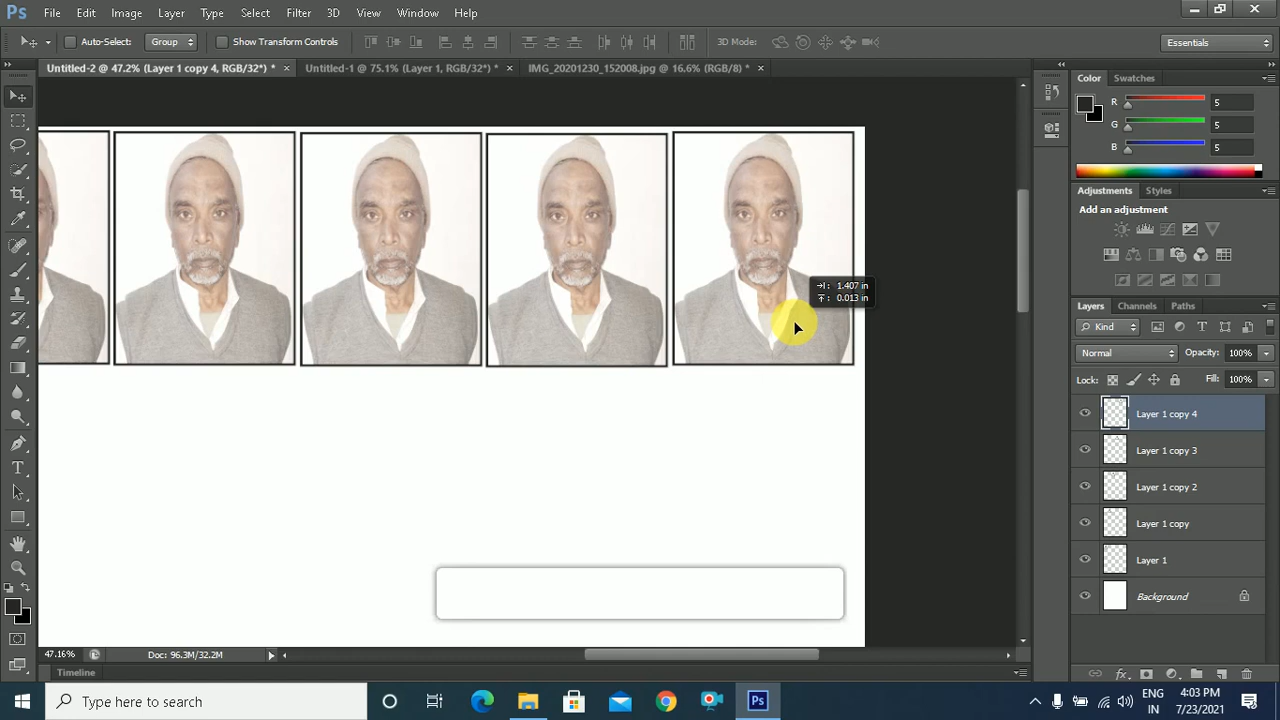 Ps File Edit Image Layer Type Select Filter 3D View Window Help
Auto-Select: Group Show Transform Controls 3D Mode: Essentials
Untitled-2 @ 47.2% (Layer 1 copy 4, RGB/32*) * × Untitled-1 @ 75.1% (Layer 1, RGB/32*) * × IMG_20201230_152008.jpg @ 16.6% (RGB/8) * ×
Color Swatches
R 5
G 5
B 5
Adjustments Styles
Add an adjustment
1.407 in
0.013 in
Layers Channels Paths
Kind
Normal Opacity: 100%
Lock: Fill: 100%
Layer 1 copy 4
Layer 1 copy 3
Layer 1 copy 2
Layer 1 copy
Layer 1
Background
47.16% Doc: 96.3M/32.2M
Timeline
Type here to search
Ps
ENG
IN
4:03 PM
7/23/2021